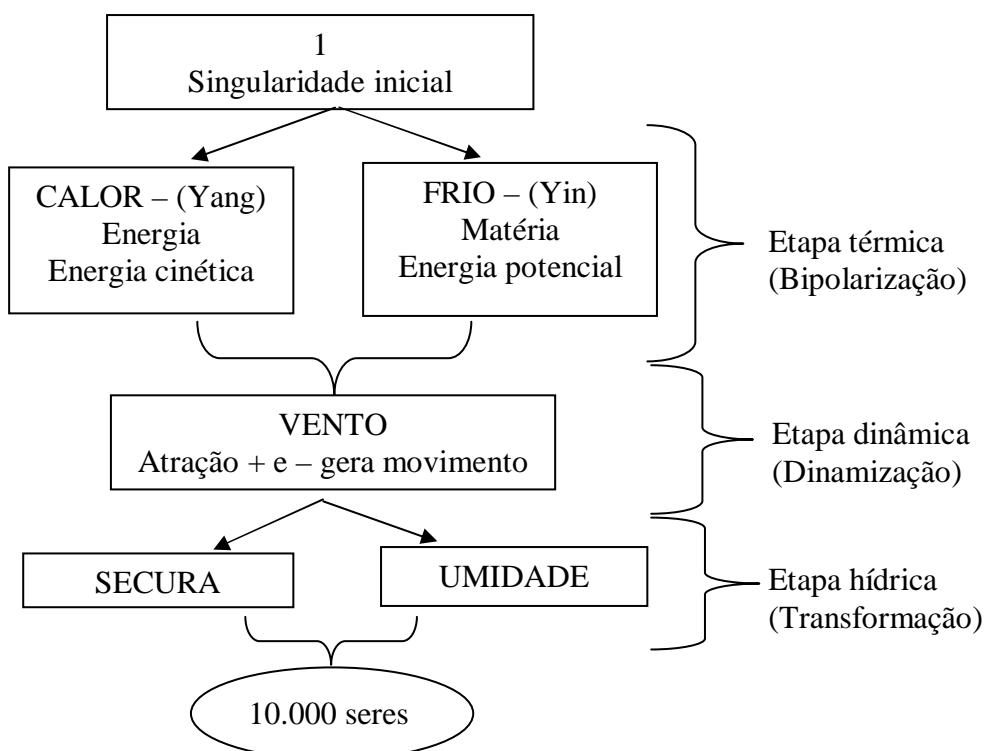 1
Singularidade inicial
CALOR – (Yang)
Energia
Energia cinética
FRIO – (Yin)
Matéria
Energia potencial
Etapa térmica
(Bipolarização)
VENTO
Atração + e – gera movimento
Etapa dinâmica
(Dinamização)
SECURA
UMIDADE
Etapa hídrica
(Transformação)
10.000 seres